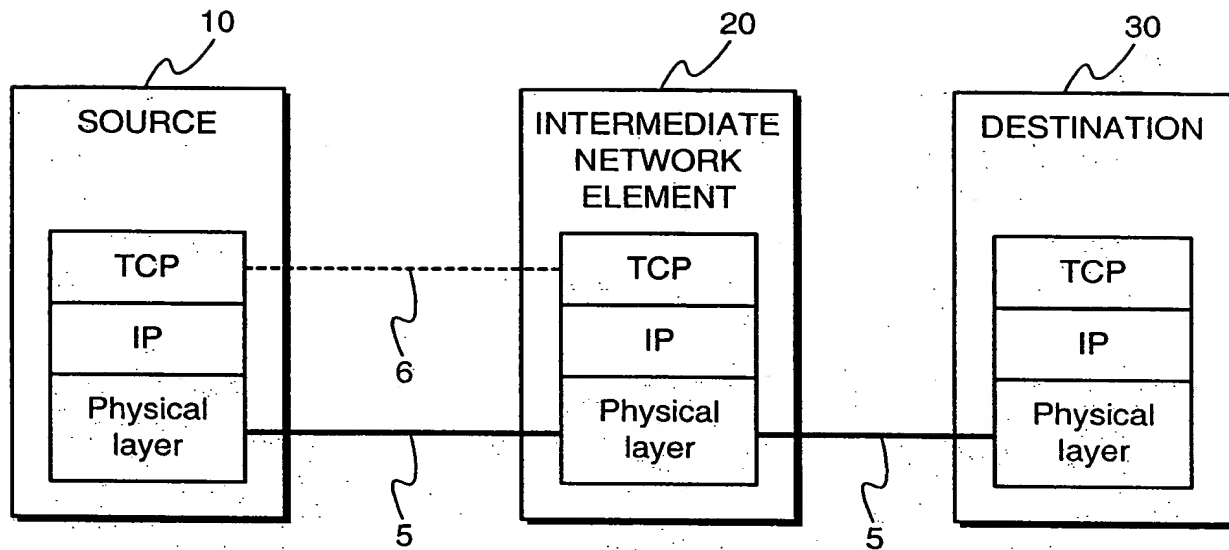 10
20
30
SOURCE
INTERMEDIATE
NETWORK
ELEMENT
DESTINATION
TCP
IP
Physical
layer
TCP
IP
Physical
layer
TCP
IP
Physical
layer
6
5
5